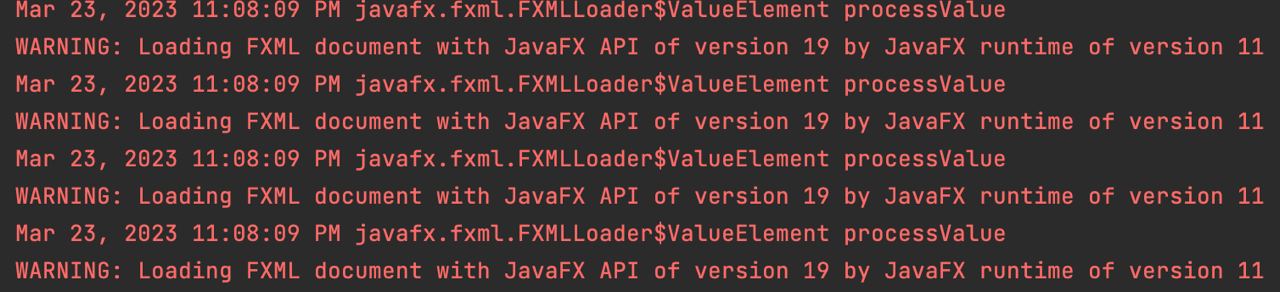 Mar 23, 2023 11:08:09 PM javafx.fxml.FXMLLoader$ValueElement processValue
WARNING: Loading FXML document with JavaFX API of version 19 by JavaFX runtime of version 11
Mar 23, 2023 11:08:09 PM javafx.fxml.FXMLLoader$ValueElement processValue
WARNING: Loading FXML document with JavaFX API of version 19 by JavaFX runtime of version 11
Mar 23, 2023 11:08:09 PM javafx.fxml.FXMLLoader$ValueElement processValue
WARNING: Loading FXML document with JavaFX API of version 19 by JavaFX runtime of version 11
Mar 23, 2023 11:08:09 PM javafx.fxml.FXMLLoader$ValueElement processValue
WARNING: Loading FXML document with JavaFX API of version 19 by JavaFX runtime of version 11